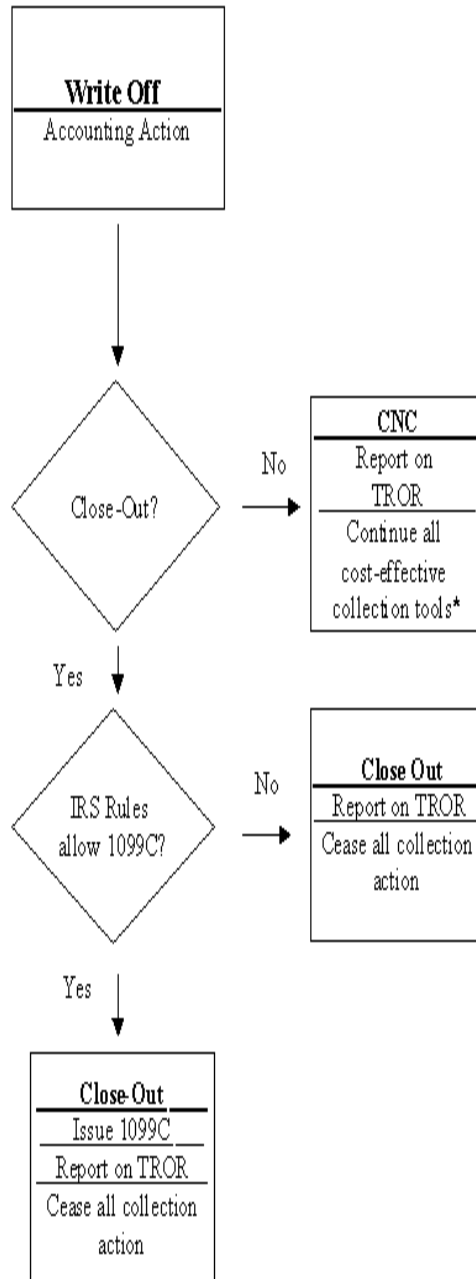 Write Off
Accounting Action
Close-Out?
No
CNC
Report on
TROR
Continue all
cost-effective
collection tools*
Yes
IRS Rules
allow 1099C?
No
Close Out
Report on TROR
Cease all collection
action
Yes
Close-Out
Issue 1099C
Report on TROR
Cease all collection
action